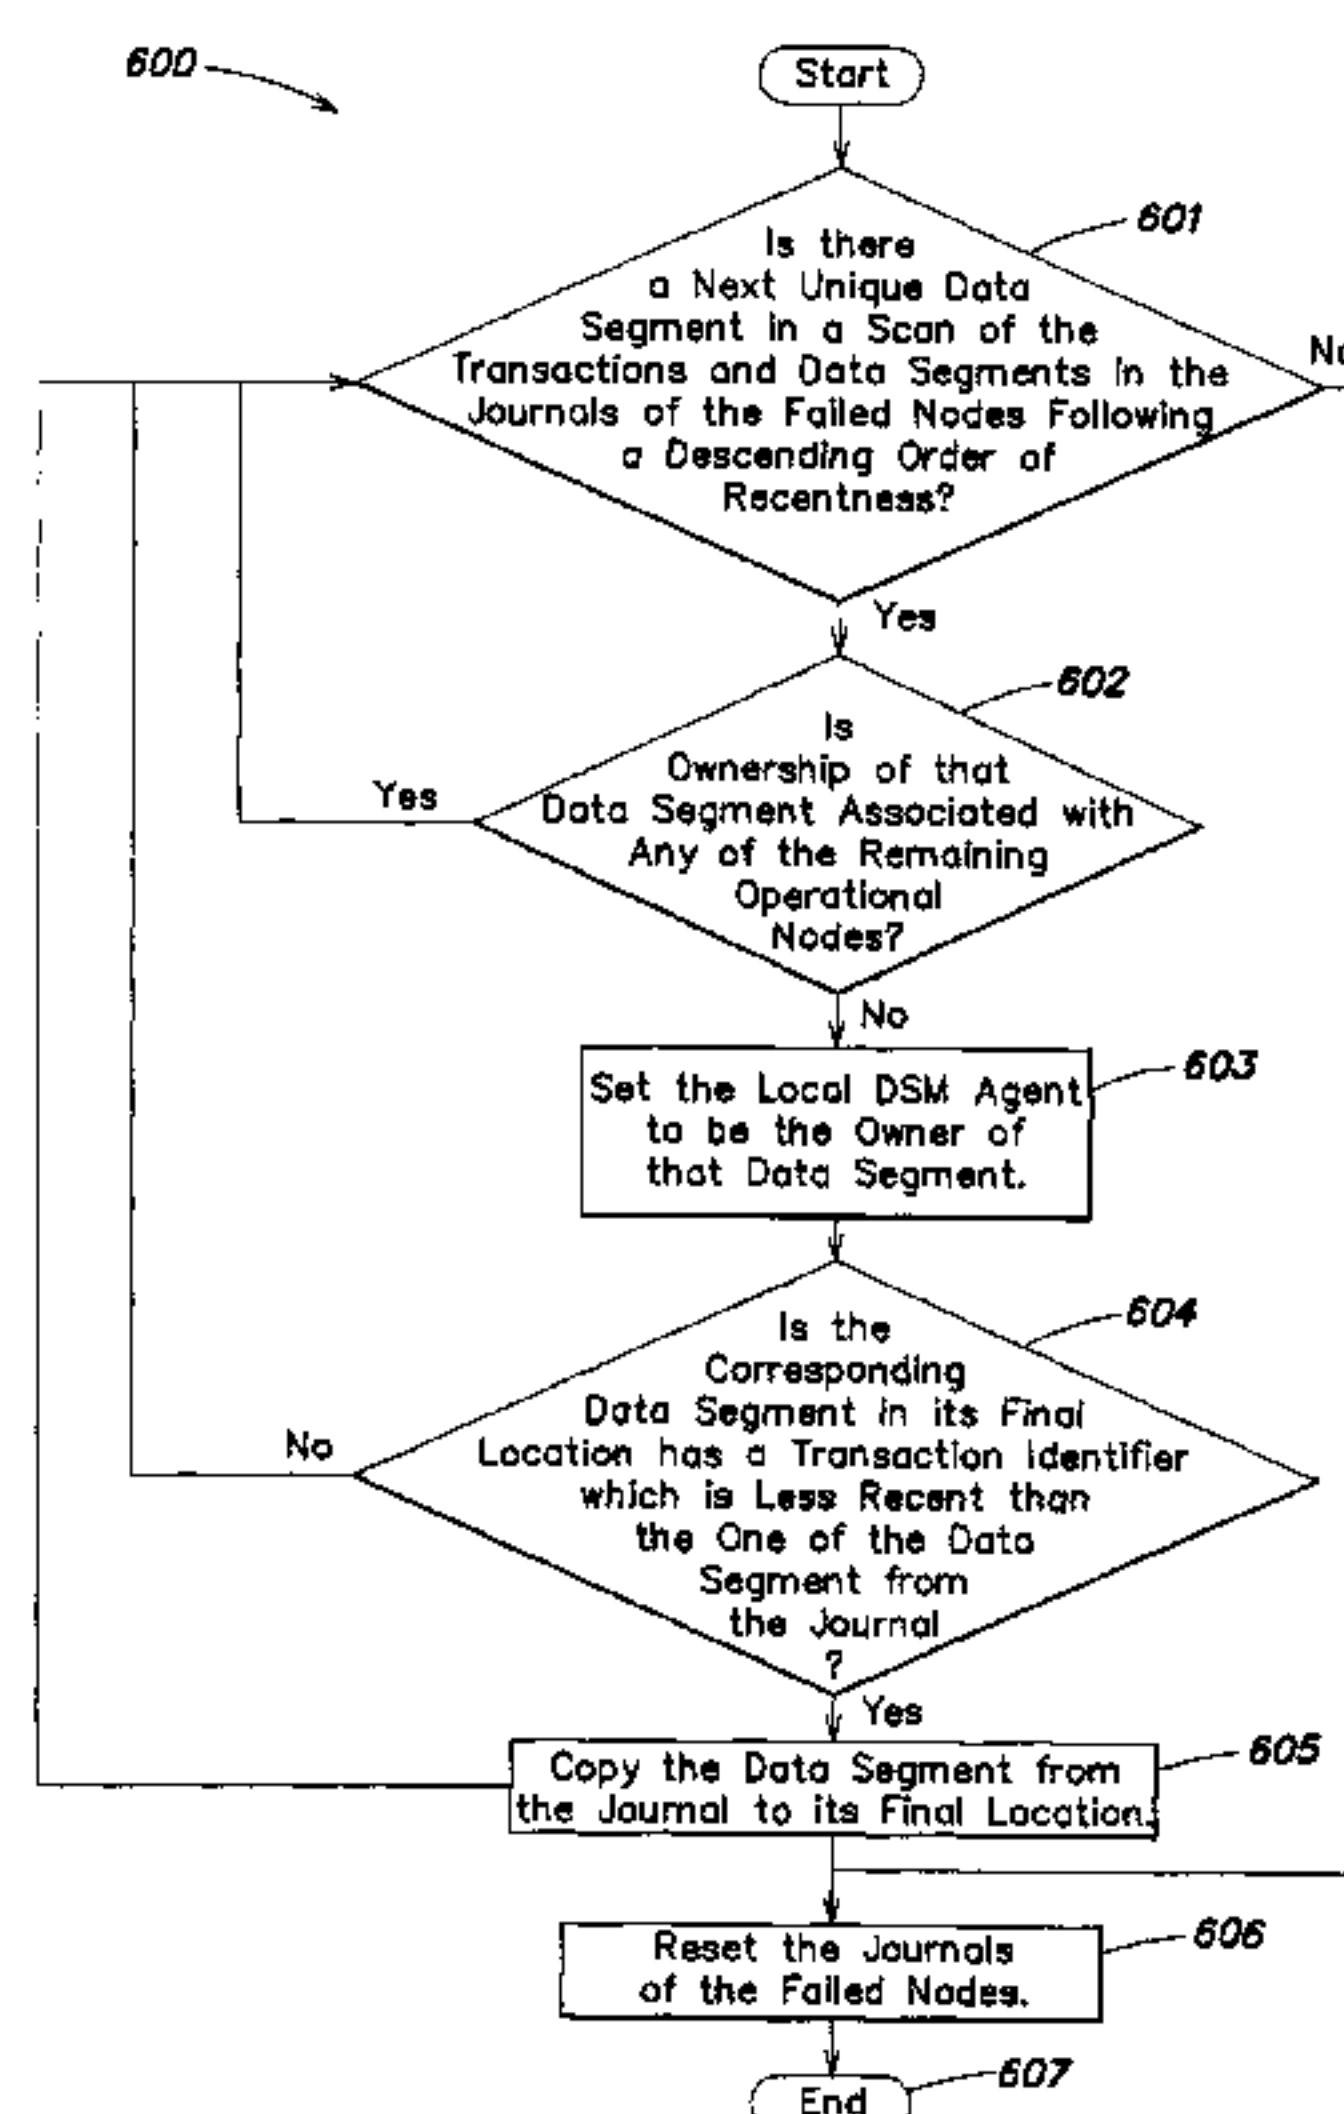 600
Start
601
Is there
a Next Unique Data
Segment in a Scan of the
Transactions and Data Segments in the
Journals of the Failed Nodes Following
a Descending Order of
Recentness?
Yes
602
Is
Ownership of that
Data Segment Associated with
Any of the Remaining
Operational
Nodes?
Yes
No
603
Set the Local DSM Agent
to be the Owner of
that Data Segment.
604
Is the
Corresponding
Data Segment in its Final
Location has a Transaction Identifier
which is Less Recent than
the One of the Data
Segment from
the Journal
?
No
Yes
605
Copy the Data Segment from
the Journal to its Final Location.
606
Reset the Journals
of the Failed Nodes.
607
End